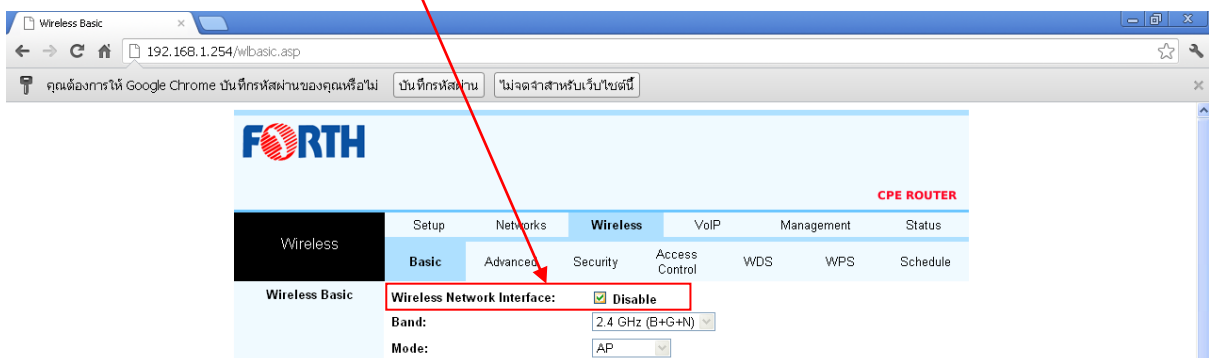 Wireless Basic
192.168.1.254/wlbasic.asp
คุณต้องการให้ Google Chrome บันทึกรหัสผ่านของคุณหรือไม่ บันทึกรหัสผ่าน ไม่จดจำสำหรับเว็บไซต์นี้
FORTH
CPE ROUTER
Wireless
Setup Networks Wireless VoIP Management Status
Basic Advanced Security Access Control WDS WPS Schedule
Wireless Basic
Wireless Network Interface: Disable
Band: 2.4 GHz (B+G+N)
Mode: AP